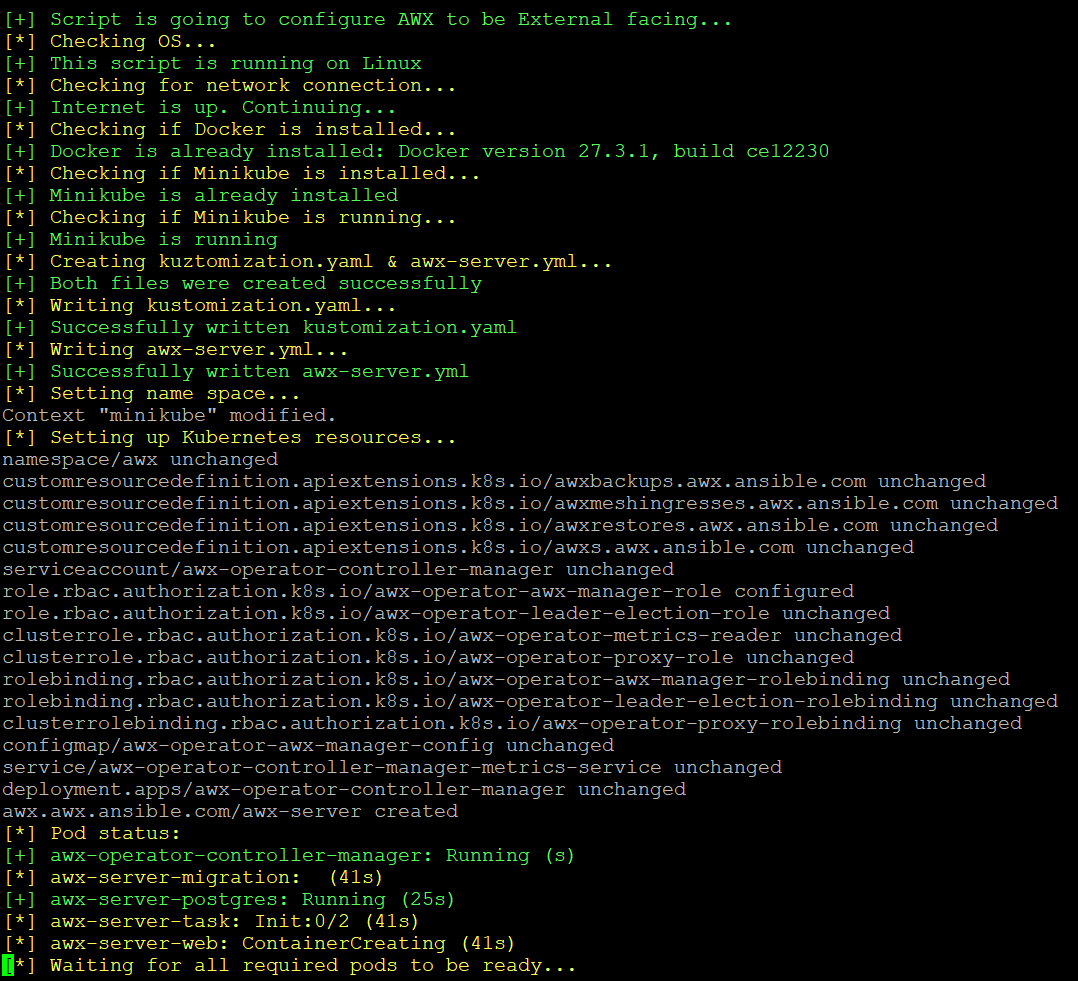 [+] Script is going to configure AWX to be External facing...
[*] Checking OS...
[+] This script is running on Linux
[*] Checking for network connection...
[+] Internet is up. Continuing...
[*] Checking if Docker is installed...
[+] Docker is already installed: Docker version 27.3.1, build ce12230
[*] Checking if Minikube is installed...
[+] Minikube is already installed
[*] Checking if Minikube is running...
[+] Minikube is running
[*] Creating kuztomization.yaml & awx-server.yml...
[+] Both files were created successfully
[*] Writing kustomization.yaml...
[+] Successfully written kustomization.yaml
[*] Writing awx-server.yml...
[+] Successfully written awx-server.yml
[*] Setting name space...
Context "minikube" modified.
[*] Setting up Kubernetes resources...
namespace/awx unchanged
customresourcedefinition.apiextensions.k8s.io/awxbackups.awx.ansible.com unchanged
customresourcedefinition.apiextensions.k8s.io/awxmeshingresses.awx.ansible.com unchanged
customresourcedefinition.apiextensions.k8s.io/awxrestores.awx.ansible.com unchanged
customresourcedefinition.apiextensions.k8s.io/awxs.awx.ansible.com unchanged
serviceaccount/awx-operator-controller-manager unchanged
role.rbac.authorization.k8s.io/awx-operator-awx-manager-role configured
role.rbac.authorization.k8s.io/awx-operator-leader-election-role unchanged
clusterrole.rbac.authorization.k8s.io/awx-operator-metrics-reader unchanged
clusterrole.rbac.authorization.k8s.io/awx-operator-proxy-role unchanged
rolebinding.rbac.authorization.k8s.io/awx-operator-awx-manager-rolebinding unchanged
rolebinding.rbac.authorization.k8s.io/awx-operator-leader-election-rolebinding unchanged
clusterrolebinding.rbac.authorization.k8s.io/awx-operator-proxy-rolebinding unchanged
configmap/awx-operator-awx-manager-config unchanged
service/awx-operator-controller-manager-metrics-service unchanged
deployment.apps/awx-operator-controller-manager unchanged
awx.awx.ansible.com/awx-server created
[*] Pod status:
[+] awx-operator-controller-manager: Running (s)
[*] awx-server-migration:  (41s)
[+] awx-server-postgres: Running (25s)
[*] awx-server-task: Init:0/2 (41s)
[*] awx-server-web: ContainerCreating (41s)
[*] Waiting for all required pods to be ready...